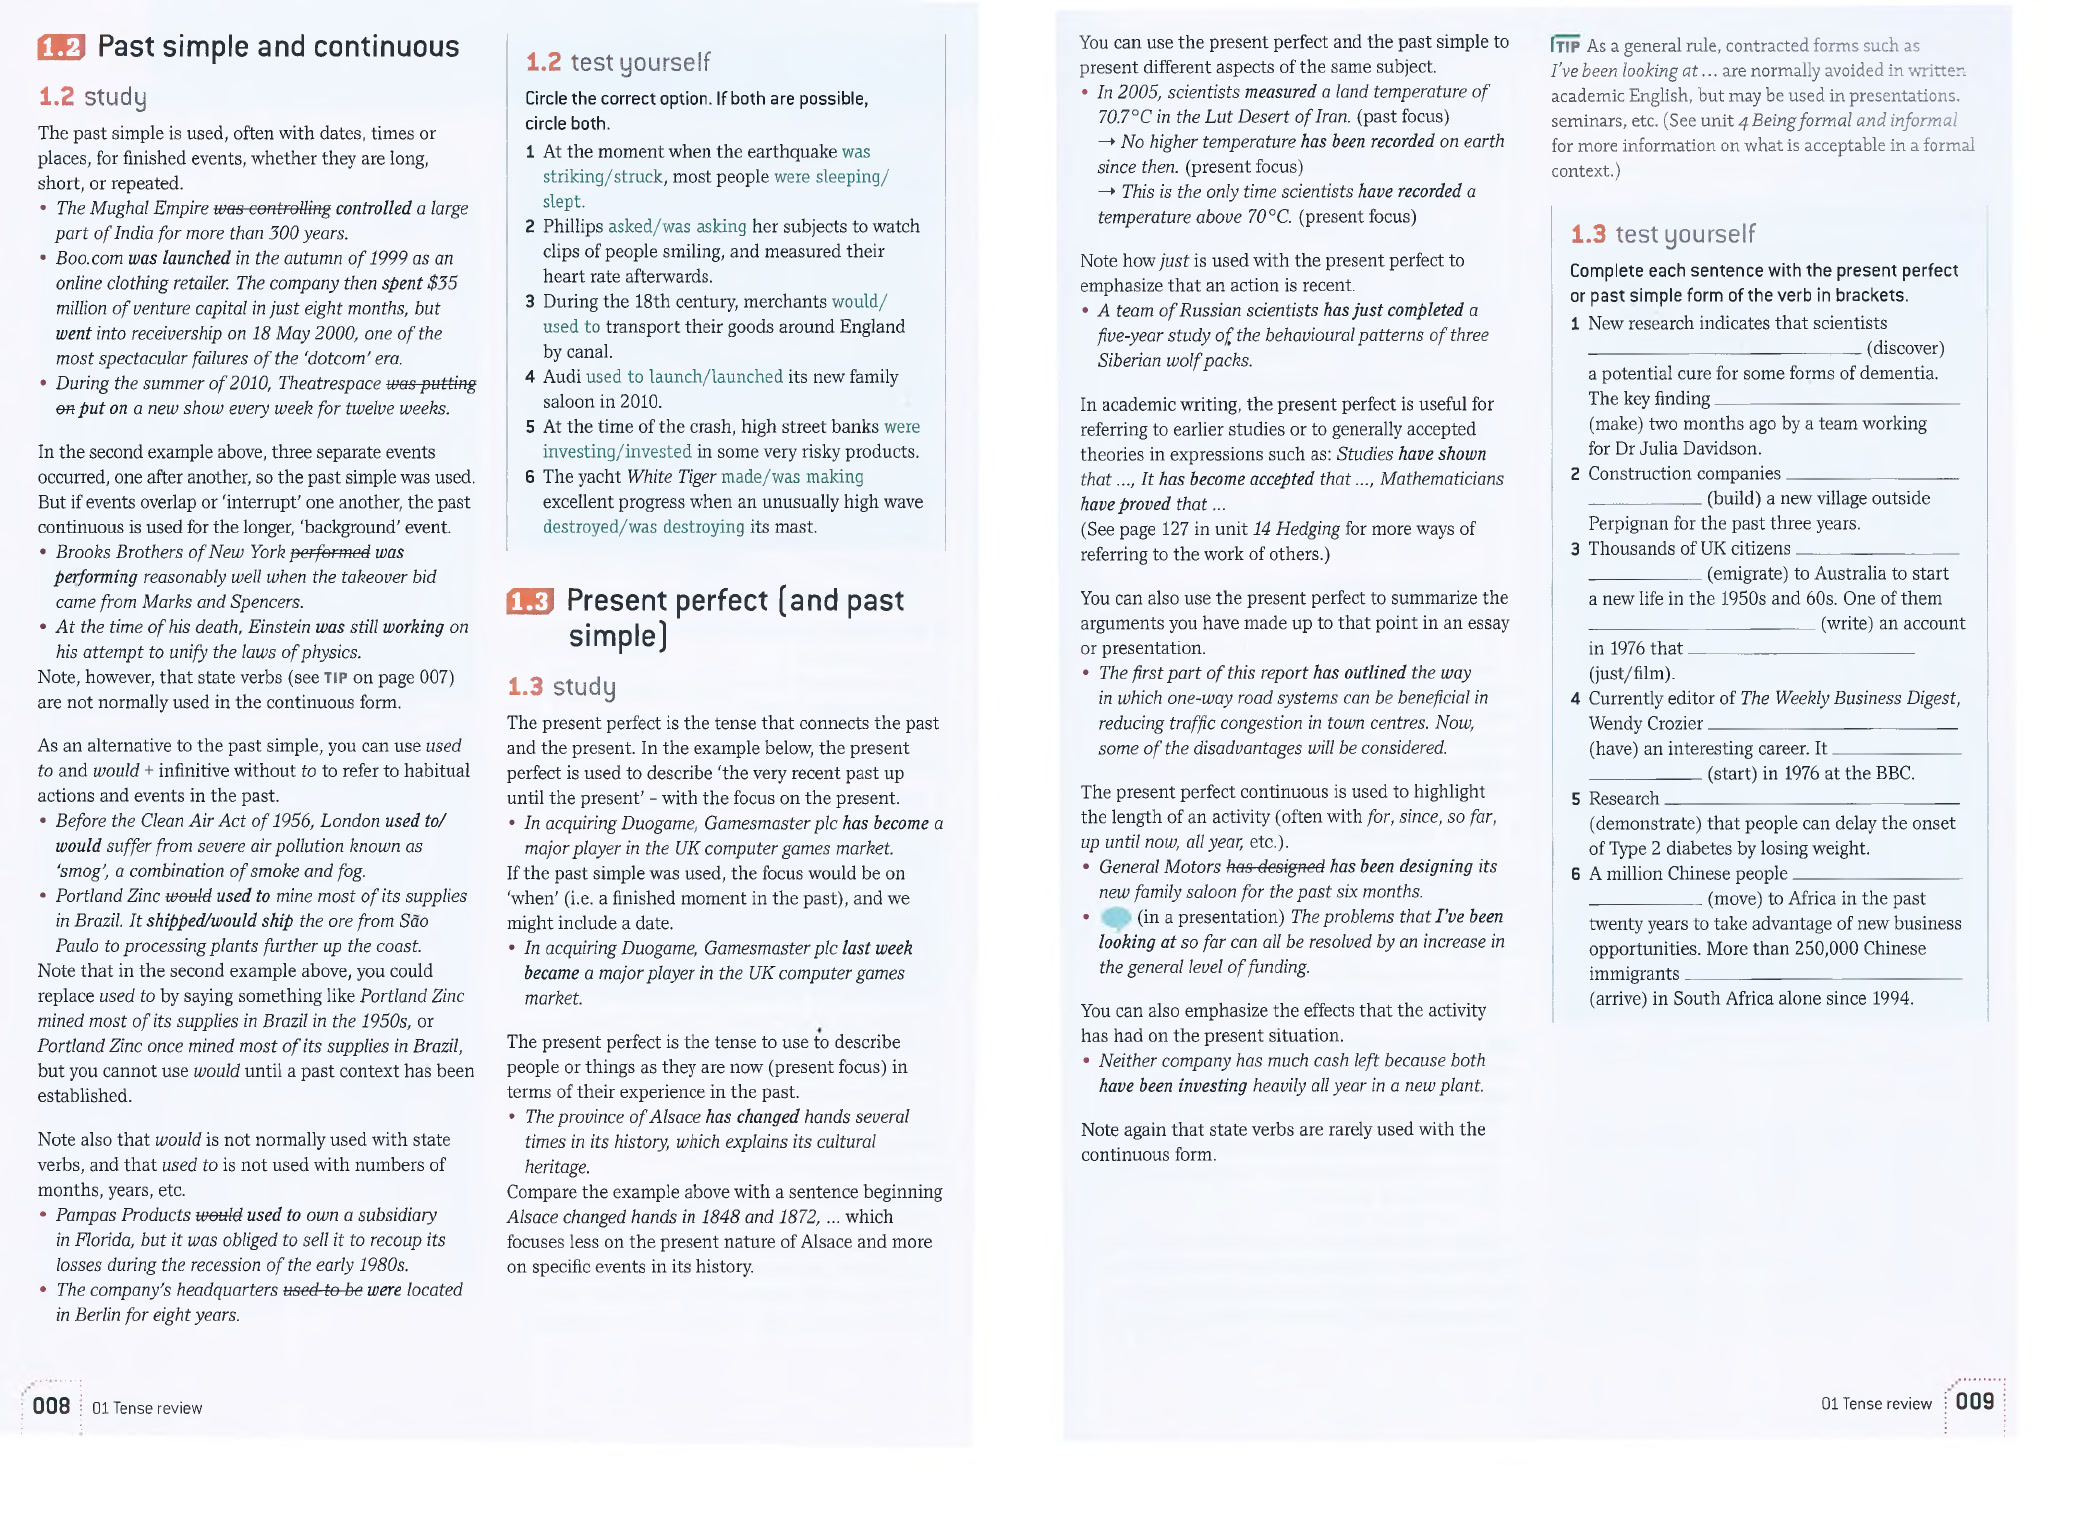 1.2 Past simple and continuous
1.2 study
The past simple is used, often with dates, times or
places, for finished events, whether they are long,
short, or repeated.
• The Mughal Empire was controlling controlled a large
part of India for more than 300 years.
• Boo.com was launched in the autumn of 1999 as an
online clothing retailer. The company then spent $35
million of venture capital in just eight months, but
went into receivership on 18 May 2000, one of the
most spectacular failures of the ‘dotcom’ era.
• During the summer of 2010, Theatrespace was putting
on put on a new show every week for twelve weeks.
In the second example above, three separate events
occurred, one after another, so the past simple was used.
But if events overlap or ‘interrupt’ one another, the past
continuous is used for the longer, ‘background’ event.
• Brooks Brothers of New York performed was
performing reasonably well when the takeover bid
came from Marks and Spencers.
• At the time of his death, Einstein was still working on
his attempt to unify the laws of physics.
Note, however, that state verbs (see TIP on page 007)
are not normally used in the continuous form.
As an alternative to the past simple, you can use used
to and would + infinitive without to to refer to habitual
actions and events in the past.
• Before the Clean Air Act of 1956, London used to/
would suffer from severe air pollution known as
‘smog’, a combination of smoke and fog.
• Portland Zinc would used to mine most of its supplies
in Brazil. It shipped/would ship the ore from São
Paulo to processing plants further up the coast.
Note that in the second example above, you could
replace used to by saying something like Portland Zinc
mined most of its supplies in Brazil in the 1950s, or
Portland Zinc once mined most of its supplies in Brazil,
but you cannot use would until a past context has been
established.
Note also that would is not normally used with state
verbs, and that used to is not used with numbers of
months, years, etc.
• Pampas Products would used to own a subsidiary
in Florida, but it was obliged to sell it to recoup its
losses during the recession of the early 1980s.
• The company’s headquarters used to be were located
in Berlin for eight years.
008 01 Tense review
1.2 test yourself
Circle the correct option. If both are possible,
circle both.
1 At the moment when the earthquake was
striking/struck, most people were sleeping/
slept.
2 Phillips asked/was asking her subjects to watch
clips of people smiling, and measured their
heart rate afterwards.
3 During the 18th century, merchants would/
used to transport their goods around England
by canal.
4 Audi used to launch/launched its new family
saloon in 2010.
5 At the time of the crash, high street banks were
investing/invested in some very risky products.
6 The yacht White Tiger made/was making
excellent progress when an unusually high wave
destroyed/was destroying its mast.
1.3 Present perfect (and past
simple)
1.3 study
The present perfect is the tense that connects the past
and the present. In the example below, the present
perfect is used to describe ‘the very recent past up
until the present’ – with the focus on the present.
• In acquiring Duogame, Gamesmaster plc has become a
major player in the UK computer games market.
If the past simple was used, the focus would be on
‘when’ (i.e. a finished moment in the past), and we
might include a date.
• In acquiring Duogame, Gamesmaster plc last week
became a major player in the UK computer games
market.
The present perfect is the tense to use to describe
people or things as they are now (present focus) in
terms of their experience in the past.
• The province of Alsace has changed hands several
times in its history, which explains its cultural
heritage.
Compare the example above with a sentence beginning
Alsace changed hands in 1848 and 1872, ... which
focuses less on the present nature of Alsace and more
on specific events in its history.
You can use the present perfect and the past simple to
present different aspects of the same subject.
• In 2005, scientists measured a land temperature of
70.7°C in the Lut Desert of Iran. (past focus)
→ No higher temperature has been recorded on earth
since then. (present focus)
→ This is the only time scientists have recorded a
temperature above 70°C. (present focus)
Note how just is used with the present perfect to
emphasize that an action is recent.
• A team of Russian scientists has just completed a
five-year study of the behavioural patterns of three
Siberian wolf packs.
In academic writing, the present perfect is useful for
referring to earlier studies or to generally accepted
theories in expressions such as: Studies have shown
that ..., It has become accepted that ..., Mathematicians
have proved that ...
(See page 127 in unit 14 Hedging for more ways of
referring to the work of others.)
You can also use the present perfect to summarize the
arguments you have made up to that point in an essay
or presentation.
• The first part of this report has outlined the way
in which one-way road systems can be beneficial in
reducing traffic congestion in town centres. Now,
some of the disadvantages will be considered.
The present perfect continuous is used to highlight
the length of an activity (often with for, since, so far,
up until now, all year, etc.).
• General Motors has designed has been designing its
new family saloon for the past six months.
• (in a presentation) The problems that I’ve been
looking at so far can all be resolved by an increase in
the general level of funding.
You can also emphasize the effects that the activity
has had on the present situation.
• Neither company has much cash left because both
have been investing heavily all year in a new plant.
Note again that state verbs are rarely used with the
continuous form.
TIP As a general rule, contracted forms such as
I’ve been looking at ... are normally avoided in written
academic English, but may be used in presentations,
seminars, etc. (See unit 4 Being formal and informal
for more information on what is acceptable in a formal
context.)
1.3 test yourself
Complete each sentence with the present perfect
or past simple form of the verb in brackets.
1 New research indicates that scientists
____ (discover)
a potential cure for some forms of dementia.
The key finding ____
(make) two months ago by a team working
for Dr Julia Davidson.
2 Construction companies ____
____ (build) a new village outside
Perpignan for the past three years.
3 Thousands of UK citizens ____
____ (emigrate) to Australia to start
a new life in the 1950s and 60s. One of them
____ (write) an account
in 1976 that ____
(just/film).
4 Currently editor of The Weekly Business Digest,
Wendy Crozier ____
(have) an interesting career. It ____
____ (start) in 1976 at the BBC.
5 Research ____
(demonstrate) that people can delay the onset
of Type 2 diabetes by losing weight.
6 A million Chinese people ____
____ (move) to Africa in the past
twenty years to take advantage of new business
opportunities. More than 250,000 Chinese
immigrants ____
(arrive) in South Africa alone since 1994.
01 Tense review 009